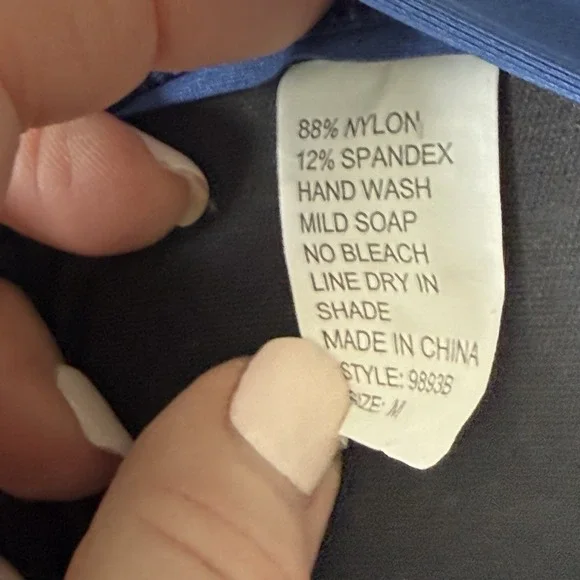 88% NYLON
12% SPANDEX
HAND WASH
MILD SOAP
NO BLEACH
LINE DRY IN
SHADE
MADE IN CHINA
STYLE: 9893B
SIZE: M